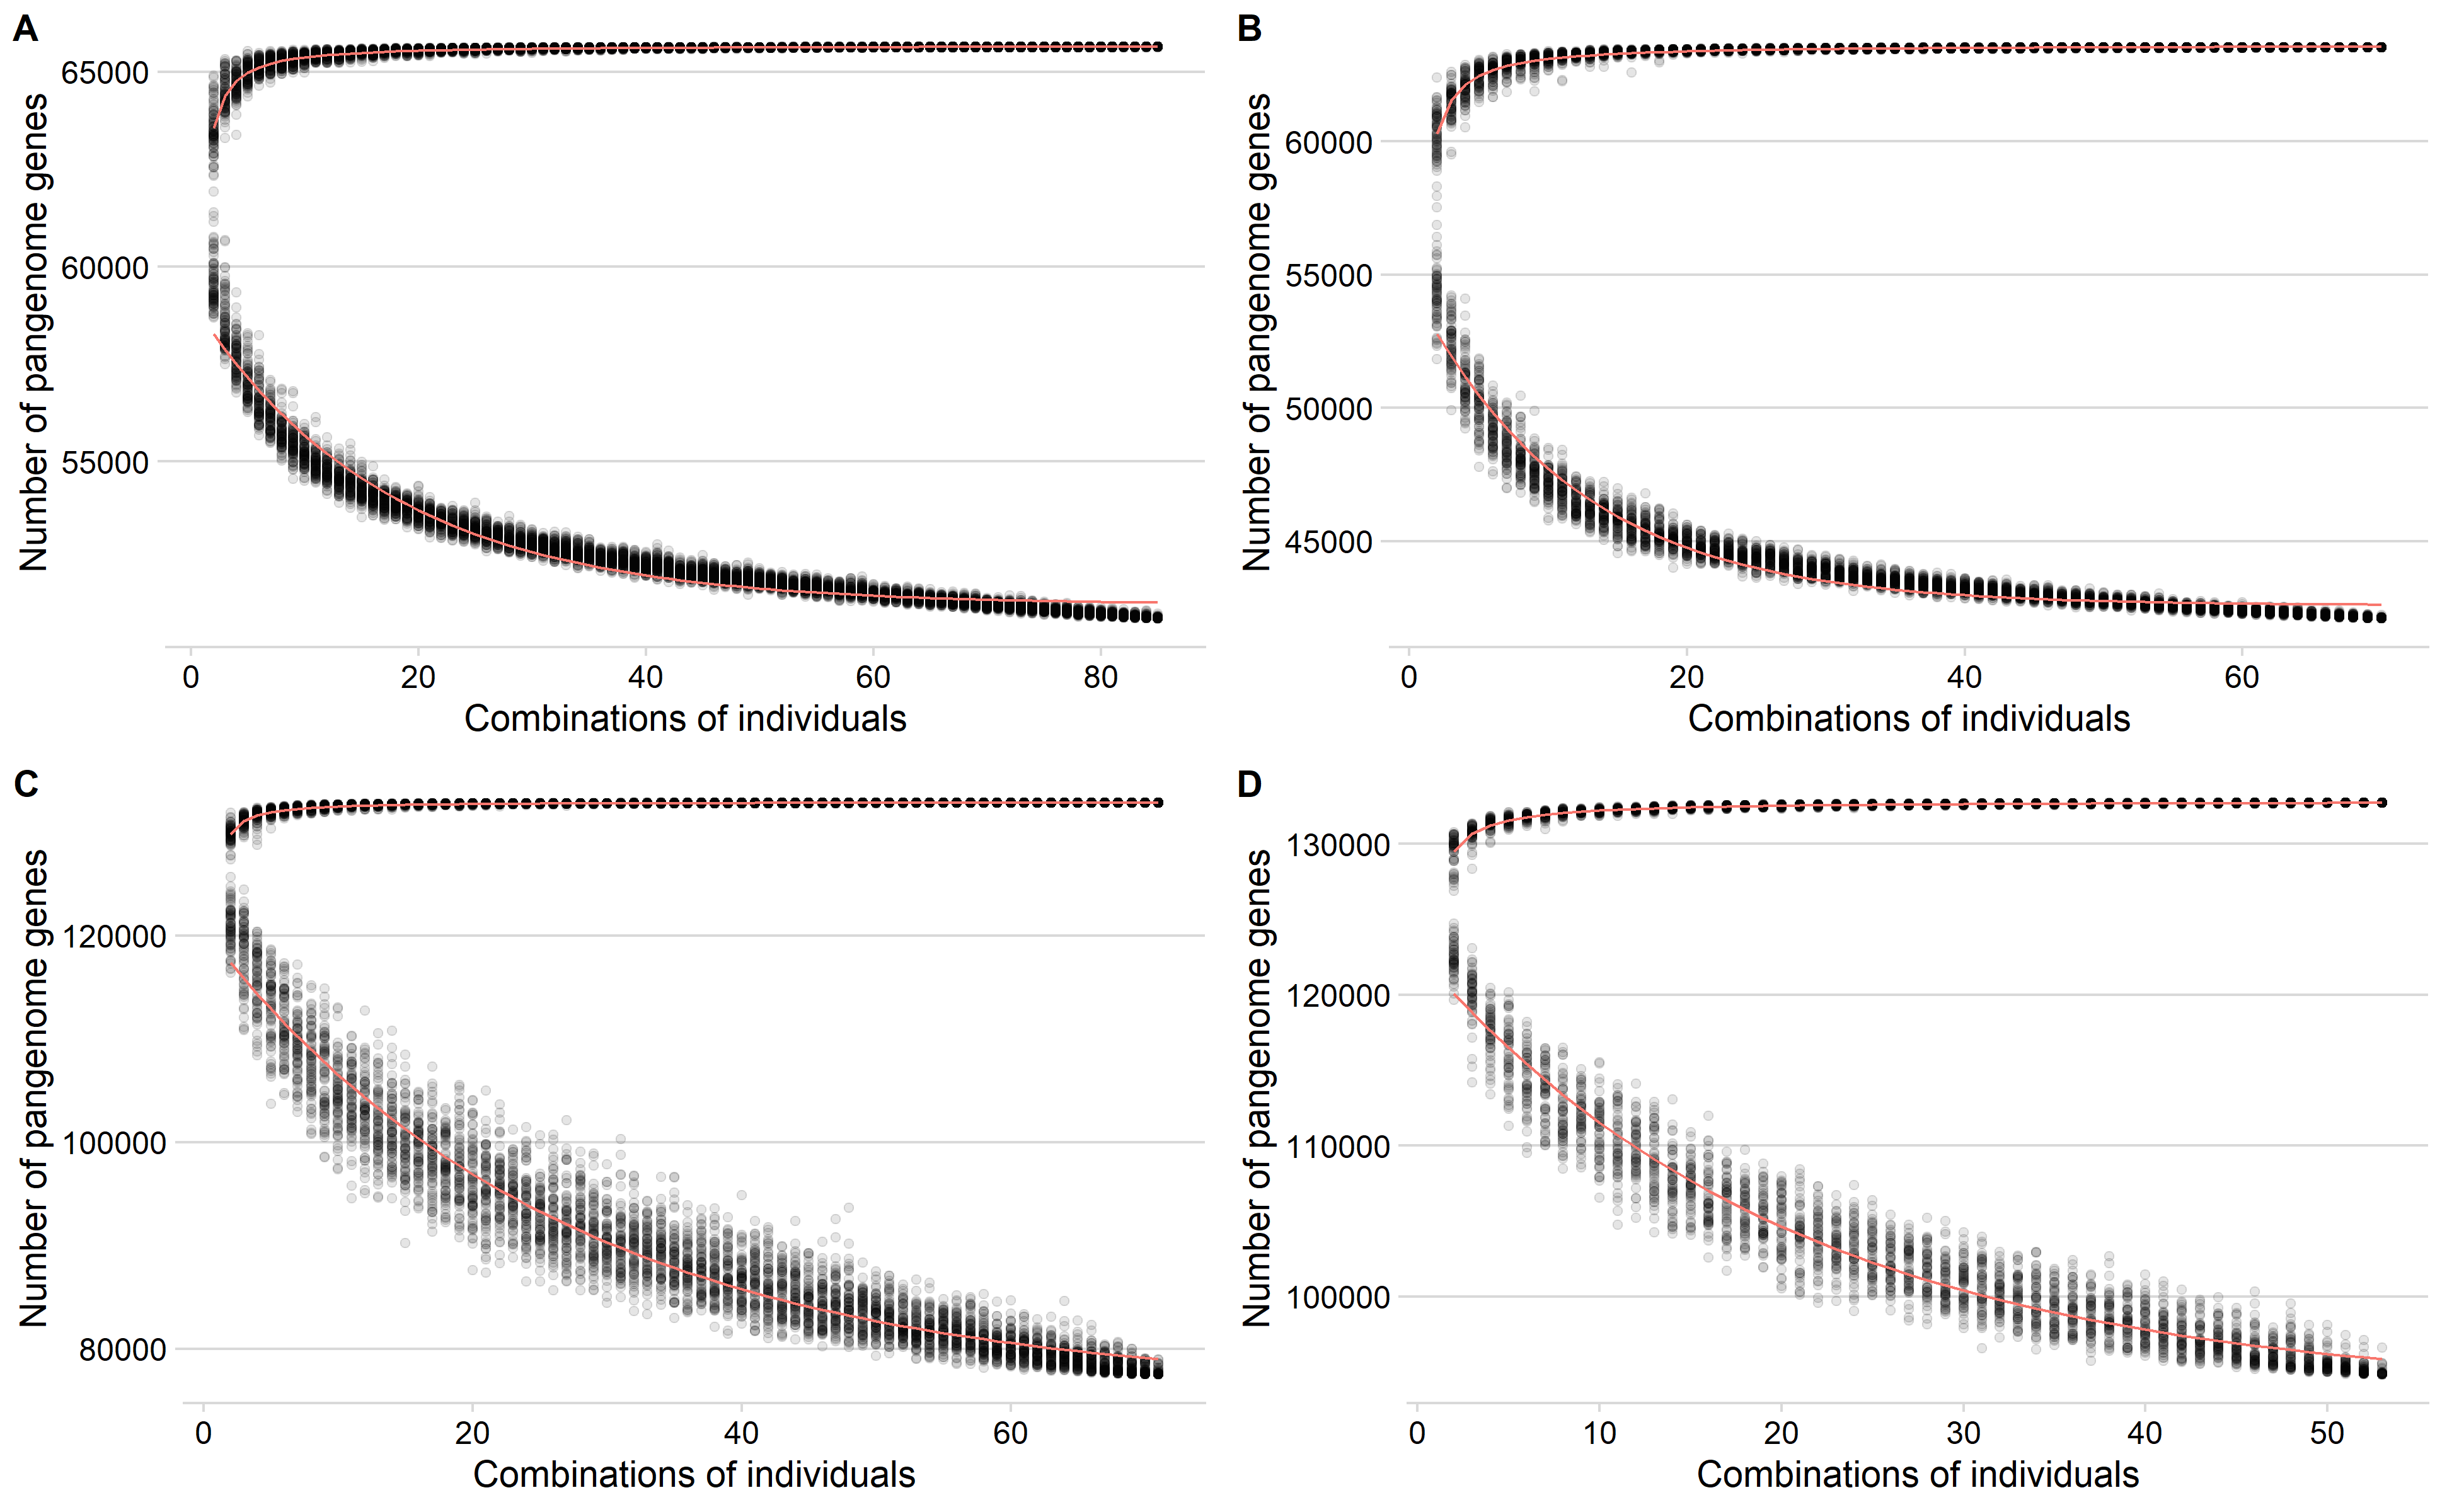 A
Number of pangenome genes
65000
60000
55000
0 20 40 60 80
Combinations of individuals
B
Number of pangenome genes
60000
55000
50000
45000
0 20 40 60
Combinations of individuals
C
Number of pangenome genes
120000
100000
80000
0 20 40 60
Combinations of individuals
D
Number of pangenome genes
130000
120000
110000
100000
0 10 20 30 40 50
Combinations of individuals